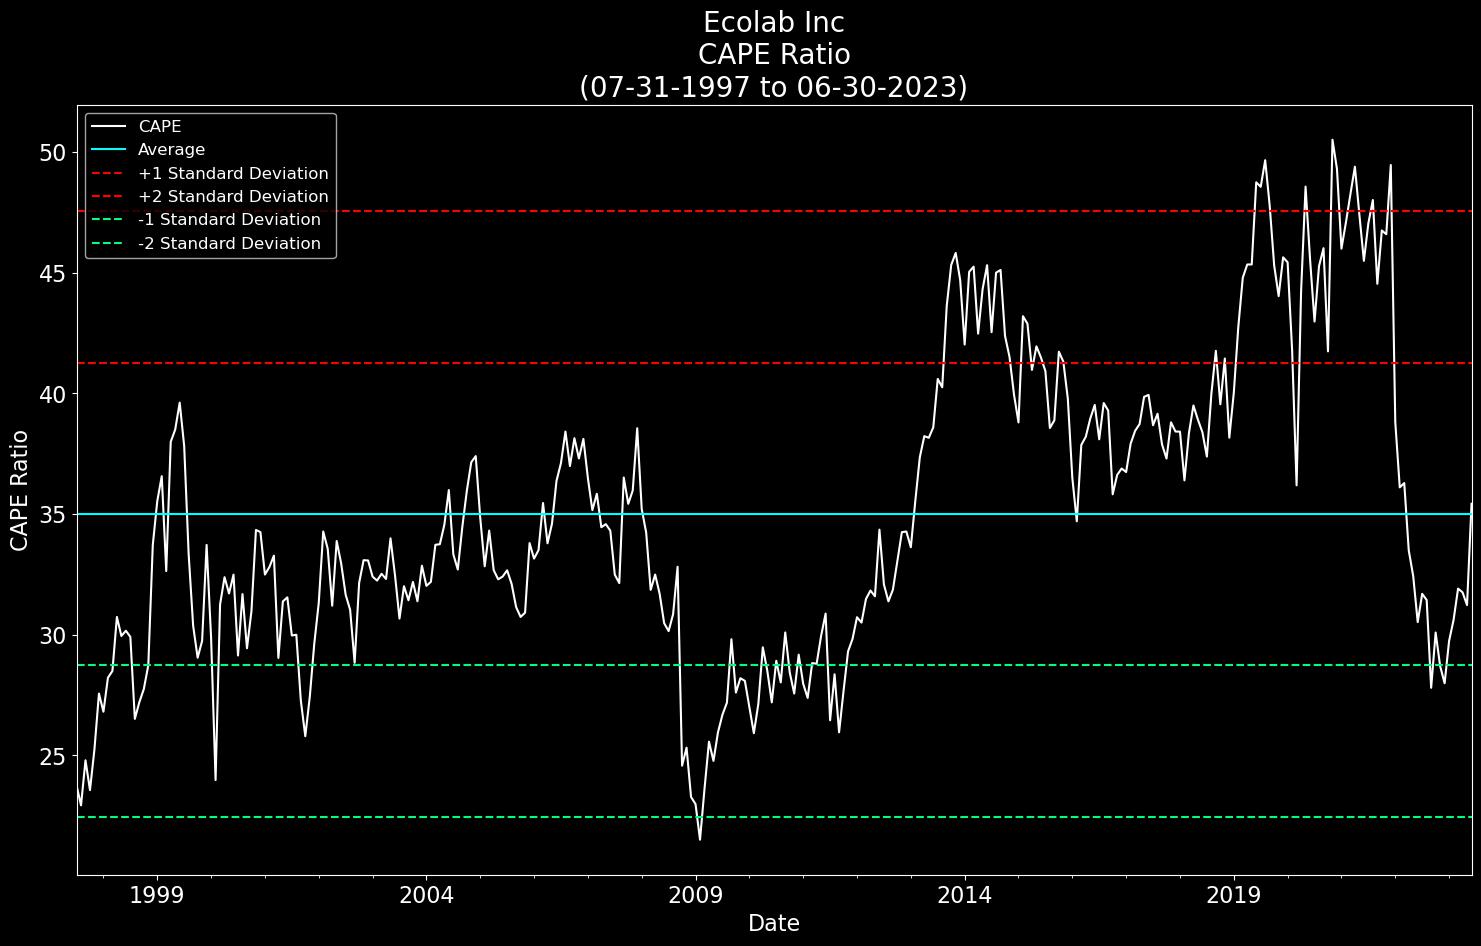 Ecolab Inc
CAPE Ratio
(07-31-1997 to 06-30-2023)
CAPE
Average
+1 Standard Deviation
+2 Standard Deviation
-1 Standard Deviation
-2 Standard Deviation
50
45
40
35
30
25
CAPE Ratio
1999
2004
2009
2014
2019
Date